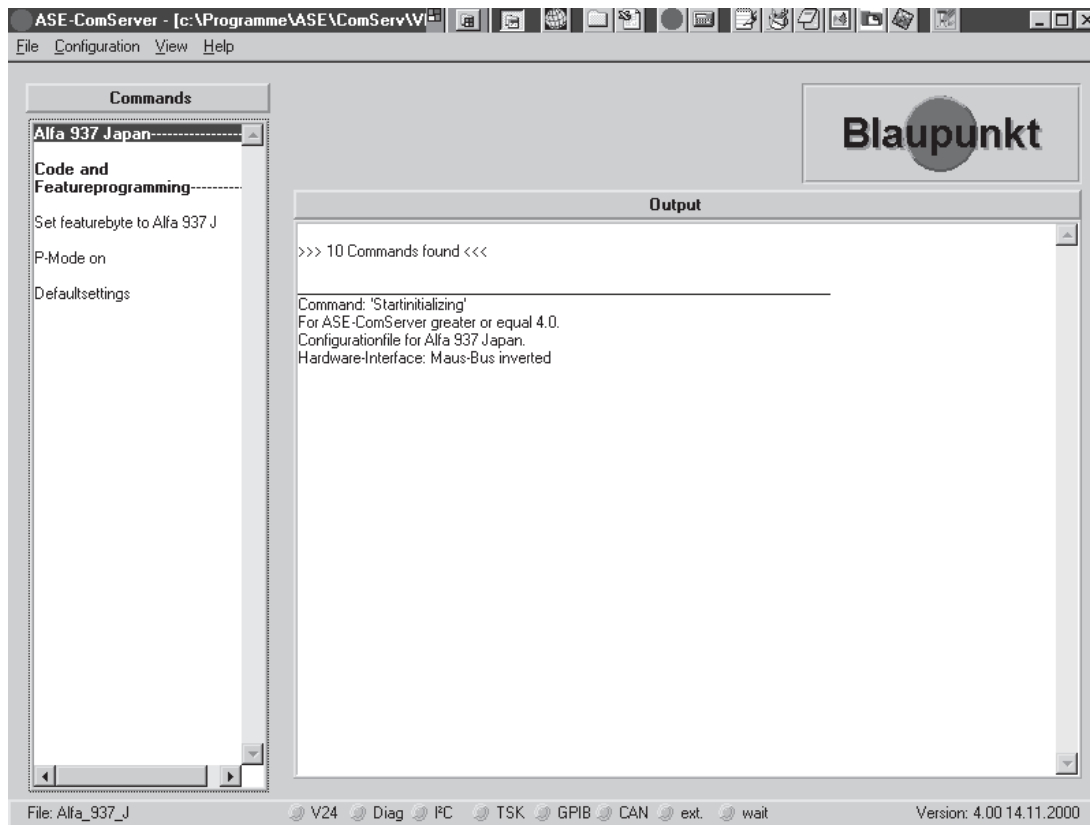 ASE-ComServer - [c:\Programme\ASE\ComServ\V
File Configuration View Help
Commands
Alfa 937 Japan----------------
Code and
Featureprogramming---------
Set featurebyte to Alfa 937 J
P-Mode on
Defaultsettings
Blaupunkt
Output
>>> 10 Commands found <<<
Command: 'Startinitializing'
For ASE-ComServer greater or equal 4.0.
Configurationfile for Alfa 937 Japan.
Hardware-Interface: Maus-Bus inverted
File: Alfa_937_J V24 Diag I²C TSK GPIB CAN ext. wait Version: 4.00 14.11.2000